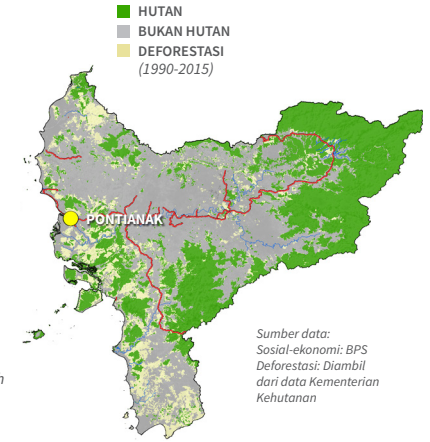 HUTAN
BUKAN HUTAN
DEFORESTASI
(1990-2015)
PONTIANAK
Sumber data:
Sosial-ekonomi: BPS
Deforestasi: Diambil
dari data Kementerian
Kehutanan